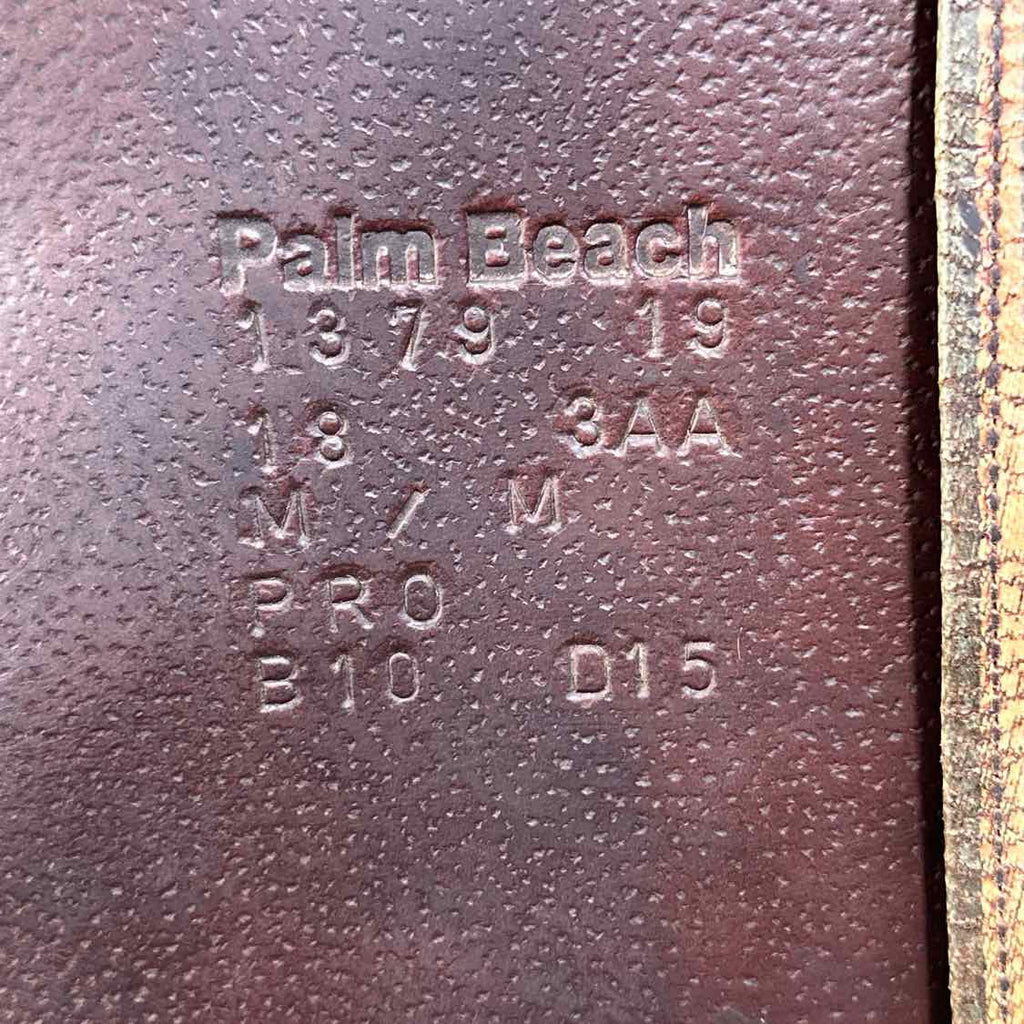 Palm Beach
1379 19
18 3AA
M / M
PRO
B10 D15